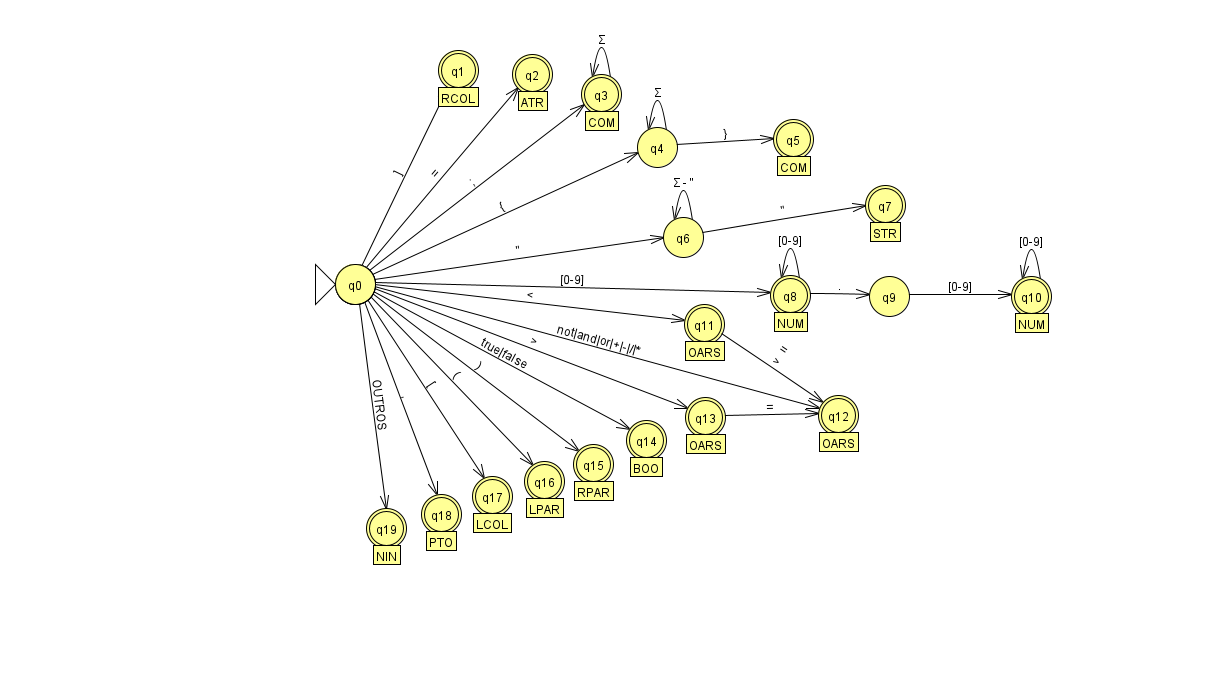 Σ
q1
RCOL
q2
ATR
q3
COM
Σ
q4
}
q5
COM
]
=
{
Σ - "
q6
"
q7
STR
"
[0-9]
q8
NUM
.
q9
[0-9]
[0-9]
q10
NUM
q0
[0-9]
<
q11
OARS
> =
not|and|or|+|-|/|*
>
q13
OARS
=
q12
OARS
true|false
q14
BOO
)
q15
RPAR
(
q16
LPAR
[
q17
LCOL
q18
PTO
OUTROS
q19
NIN